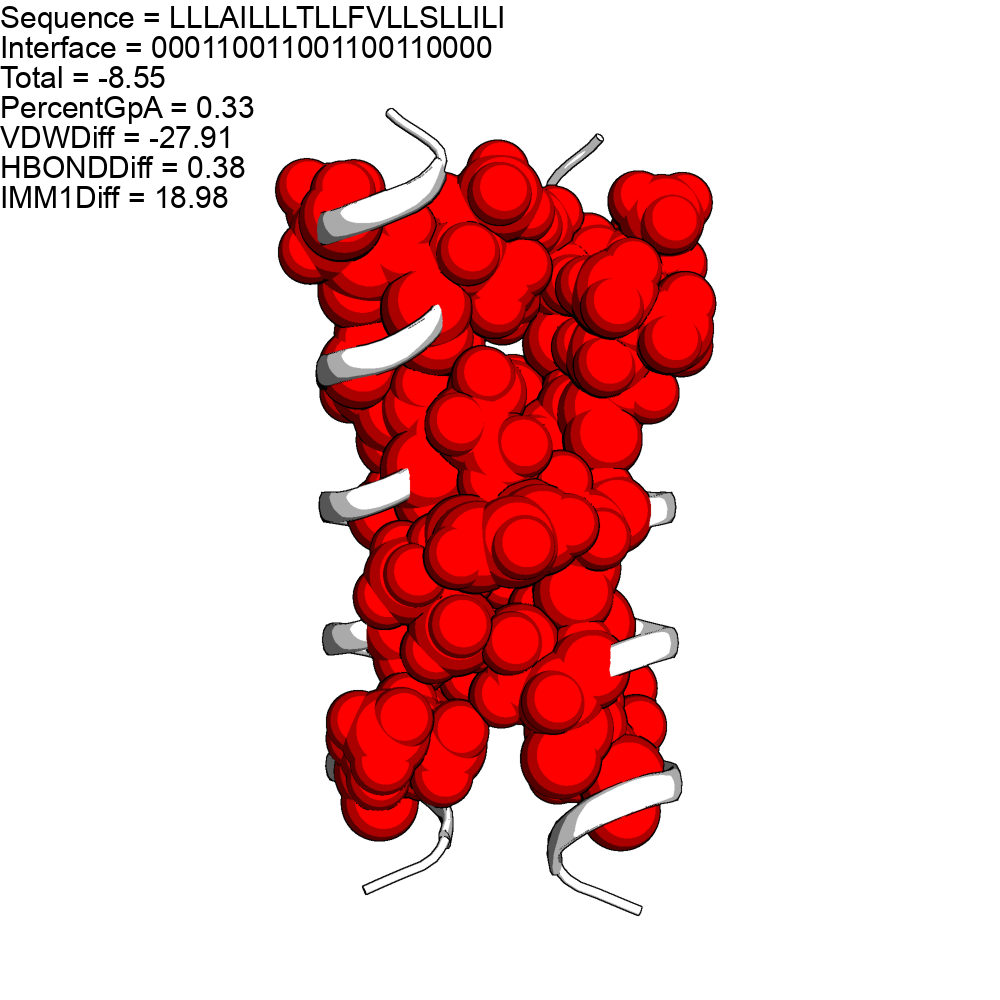 Sequence = LLLAILLLTLLFVLLSLLILI
Interface = 000110011001100110000
Total = -8.55
PercentGpA = 0.33
VDWDiff = -27.91
HBONDDiff = 0.38
IMM1Diff = 18.98